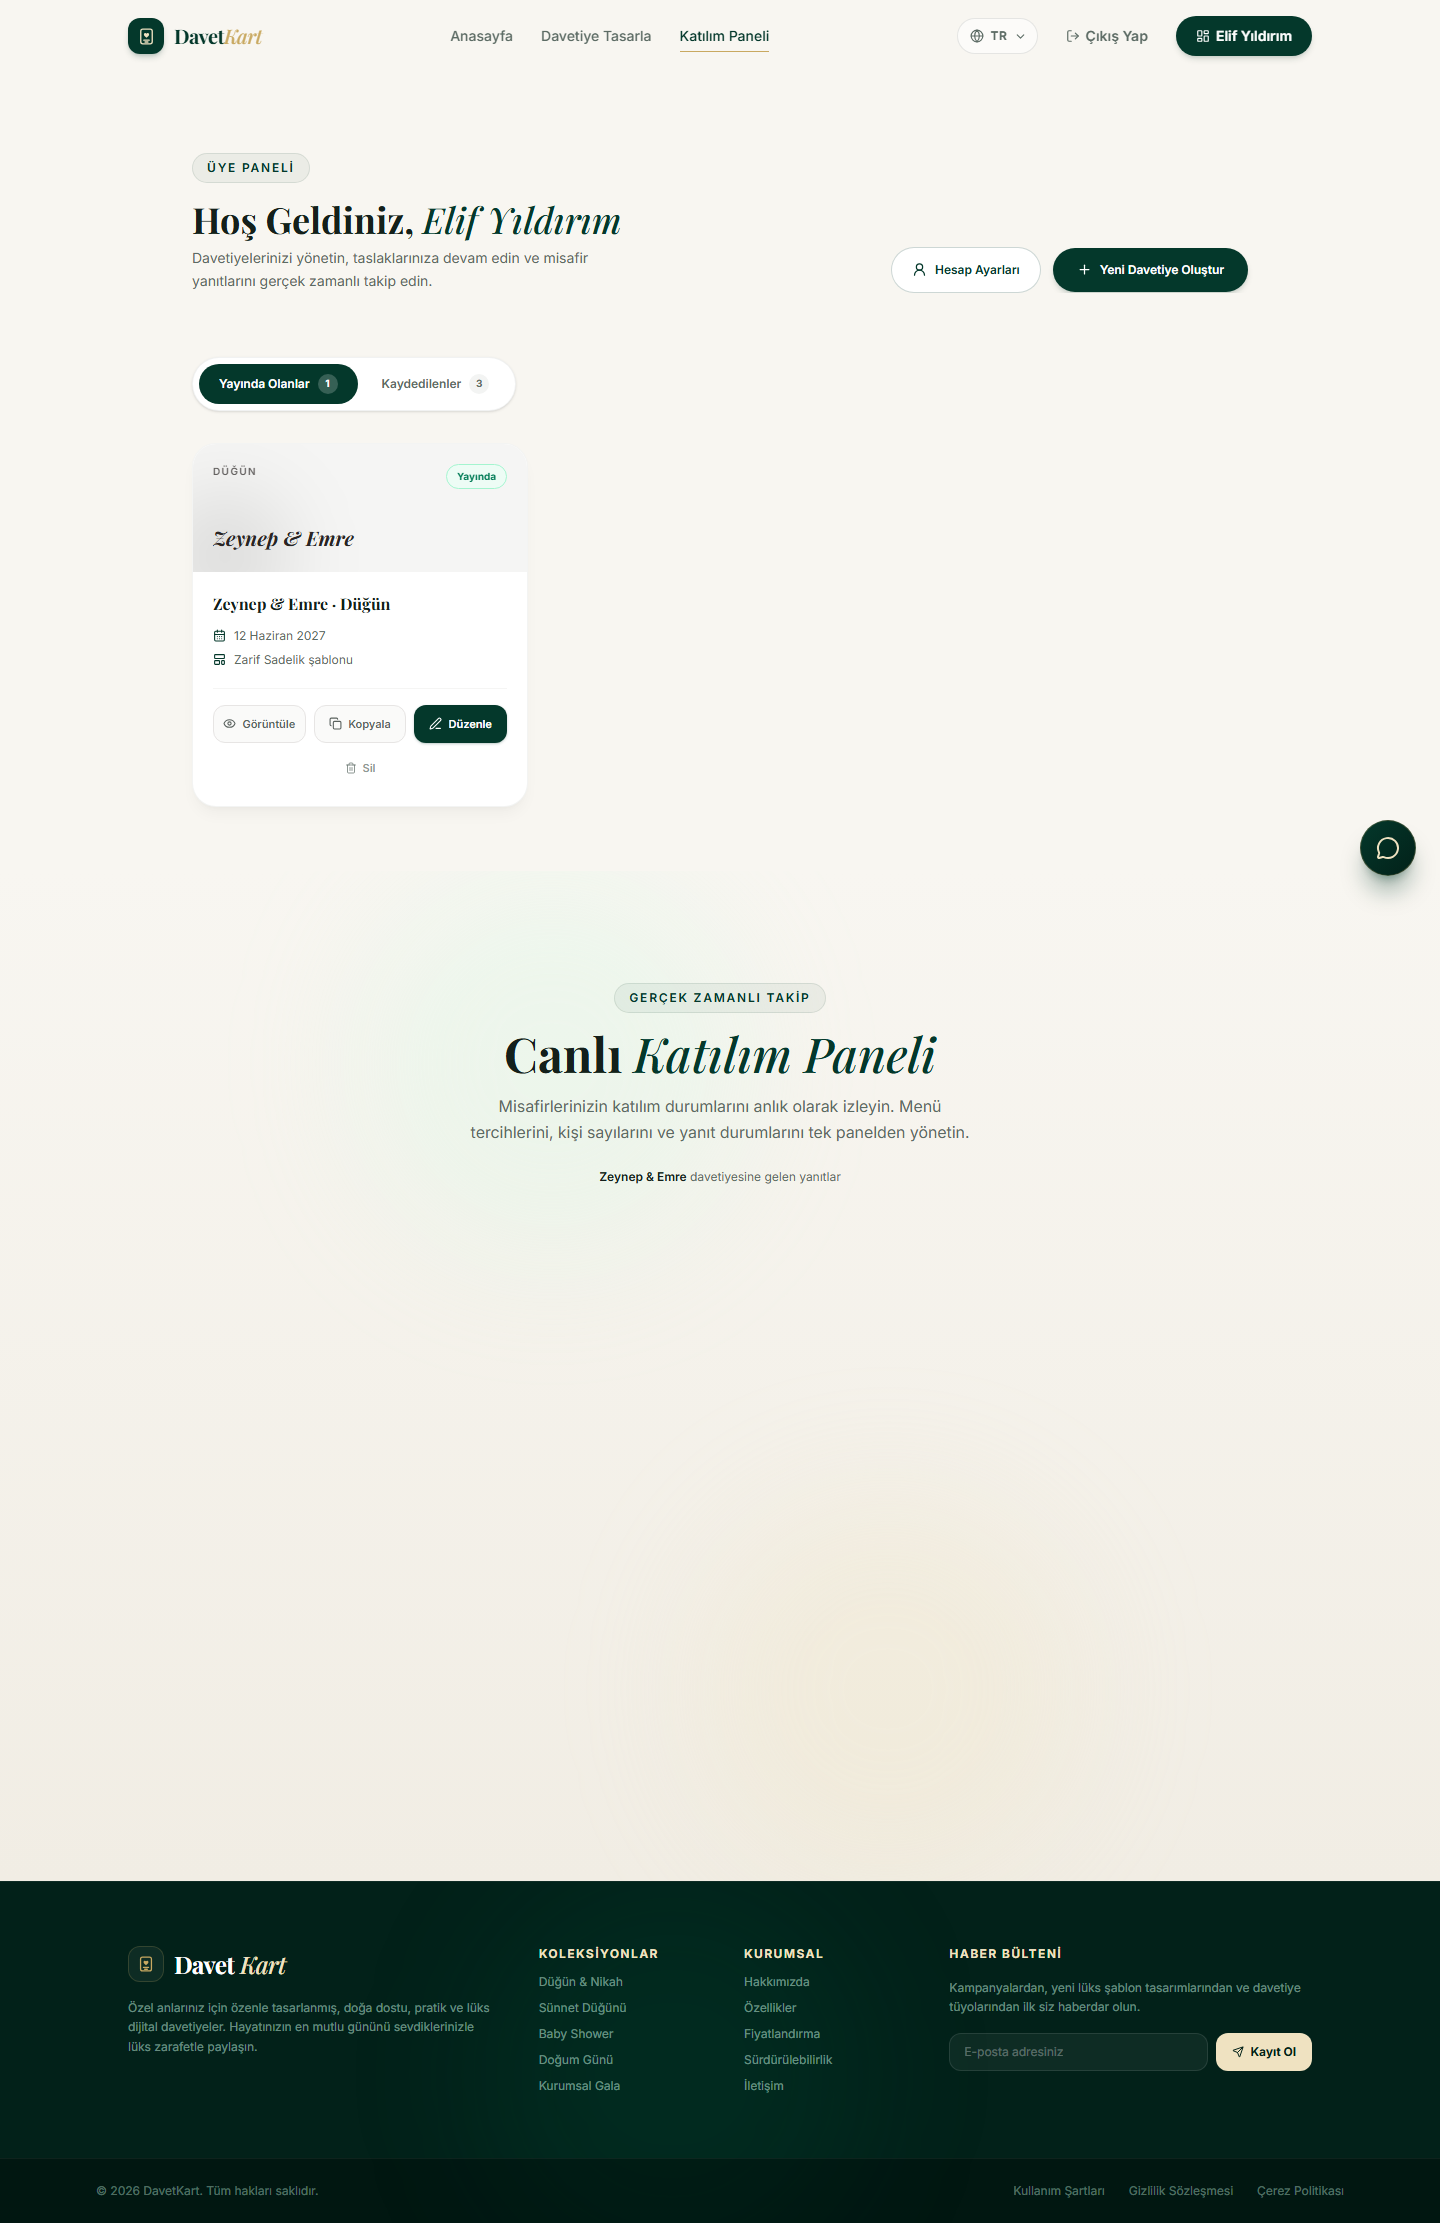 DavetKart
Anasayfa
Davetiye Tasarla
Katılım Paneli
TR
Çıkış Yap
Elif Yıldırım
ÜYE PANELİ
Hoş Geldiniz, Elif Yıldırım
Davetiyelerinizi yönetin, taslaklarınıza devam edin ve misafir
yanıtlarını gerçek zamanlı takip edin.
Hesap Ayarları
Yeni Davetiye Oluştur
Yayında Olanlar 1
Kaydedilenler 3
DÜĞÜN
Yayında
Zeynep & Emre
Zeynep & Emre · Düğün
12 Haziran 2027
Zarif Sadelik şablonu
Görüntüle
Kopyala
Düzenle
Sil
GERÇEK ZAMANLI TAKİP
Canlı Katılım Paneli
Misafirlerinizin katılım durumlarını anlık olarak izleyin. Menü
tercihlerini, kişi sayılarını ve yanıt durumlarını tek panelden yönetin.
Zeynep & Emre davetiyesine gelen yanıtlar
Davet Kart
Özel anlarınız için özenle tasarlanmış, doğa dostu, pratik ve lüks
dijital davetiyeler. Hayatınızın en mutlu gününü sevdiklerinizle
lüks zarafetle paylaşın.
KOLEKSİYONLAR
Düğün & Nikah
Sünnet Düğünü
Baby Shower
Doğum Günü
Kurumsal Gala
KURUMSAL
Hakkımızda
Özellikler
Fiyatlandırma
Sürdürülebilirlik
İletişim
HABER BÜLTENİ
Kampanyalardan, yeni lüks şablon tasarımlarından ve davetiye
tüyolarından ilk siz haberdar olun.
E-posta adresiniz
Kayıt Ol
© 2026 DavetKart. Tüm hakları saklıdır.
Kullanım Şartları
Gizlilik Sözleşmesi
Çerez Politikası